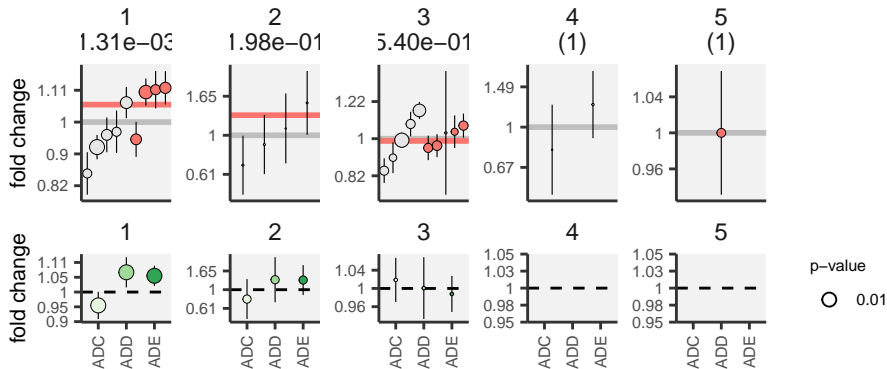 1
1.31e−03
2
1.98e−01
3
5.40e−01
4
(1)
5
(1)
fold change
1.11
1
0.9
0.82
1.65
1
0.61
1.22
1
0.82
1.49
1
0.67
1.04
1
0.96
1
2
3
4
5
fold change
1.11
1.05
1
0.95
0.9
1.65
1
0.61
1.04
1
0.96
1.05
1.03
1
0.98
0.95
1.05
1.03
1
0.98
0.95
ADC
ADD
ADE
ADC
ADD
ADE
ADC
ADD
ADE
ADC
ADD
ADE
ADC
ADD
ADE
p−value
0.01